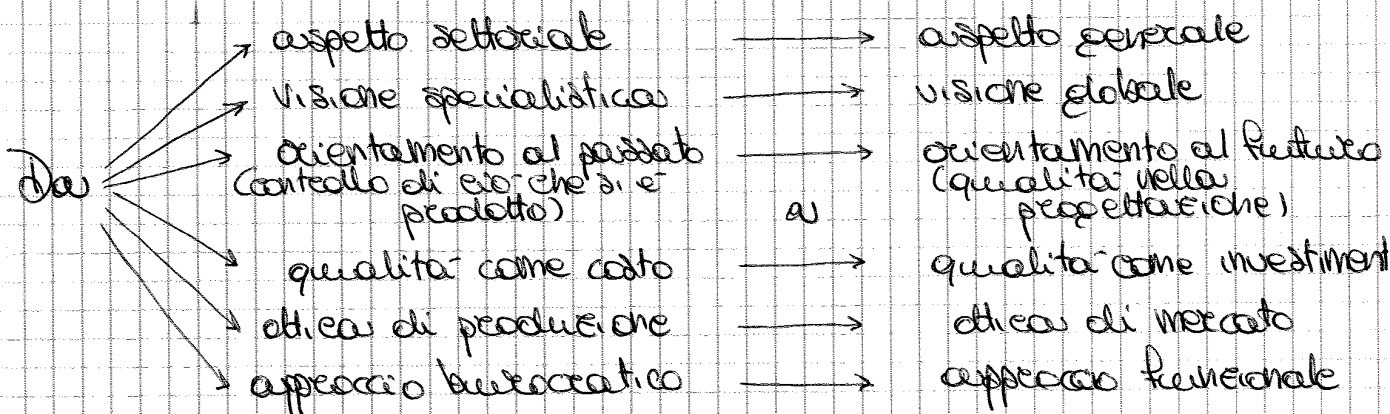 aspetto settoriale aspetto generale
visione specialistica visione globale
orientamento al passato orientamento al futuro
Da (controllo di ciò che si è (qualità nella
prodotto) a progettazione)
qualità come costo qualità come investiment
ottica di produzione ottica di mercato
approccio burocratico approccio funzionale